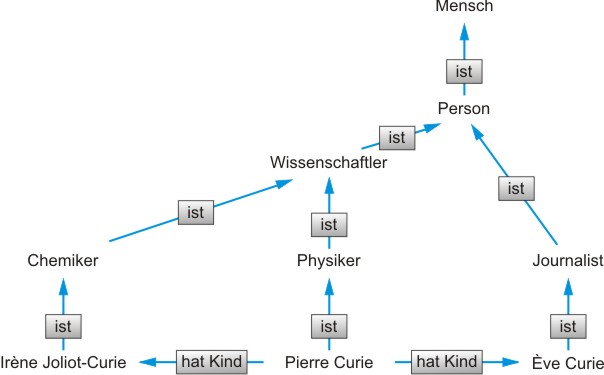 Mensch
ist
Person
ist
Wissenschaftler
ist
ist
ist
Chemiker
Physiker
Journalist
ist
ist
ist
Irène Joliot-Curie
hat Kind
Pierre Curie
hat Kind
Ève Curie